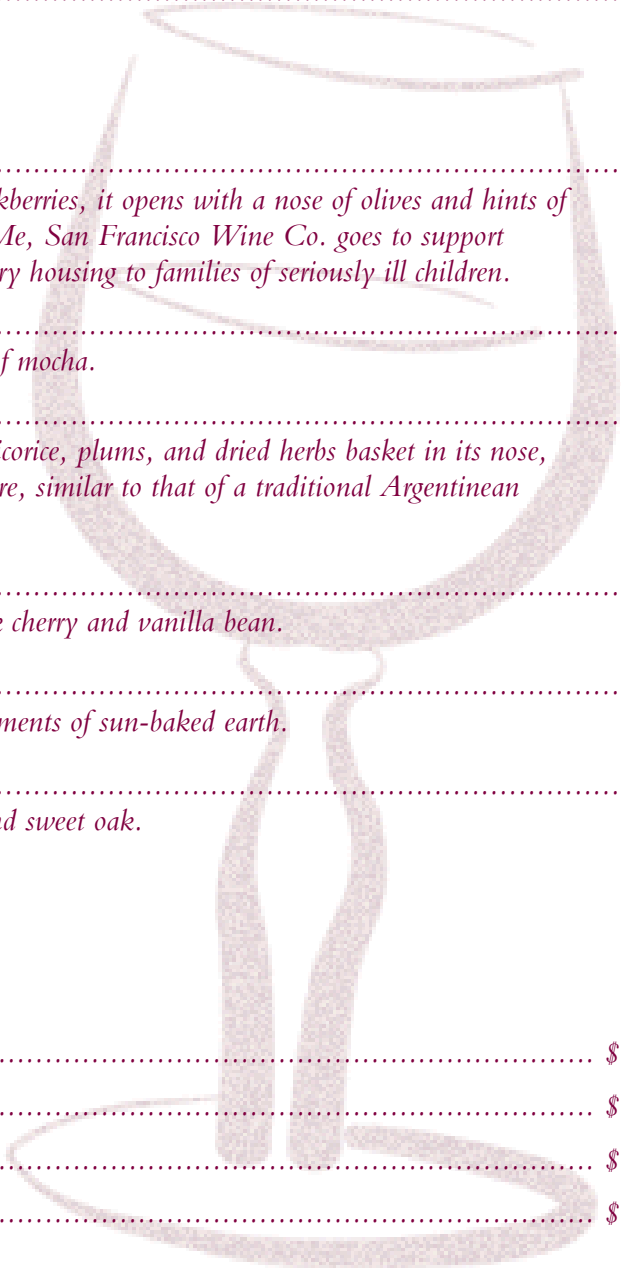 kberries, it opens with a nose of olives and hints of
Me, San Francisco Wine Co. goes to support
ry housing to families of seriously ill children.
f mocha.
icorice, plums, and dried herbs basket in its nose,
re, similar to that of a traditional Argentinean
e cherry and vanilla bean.
ments of sun-baked earth.
nd sweet oak.
$
$
$
$